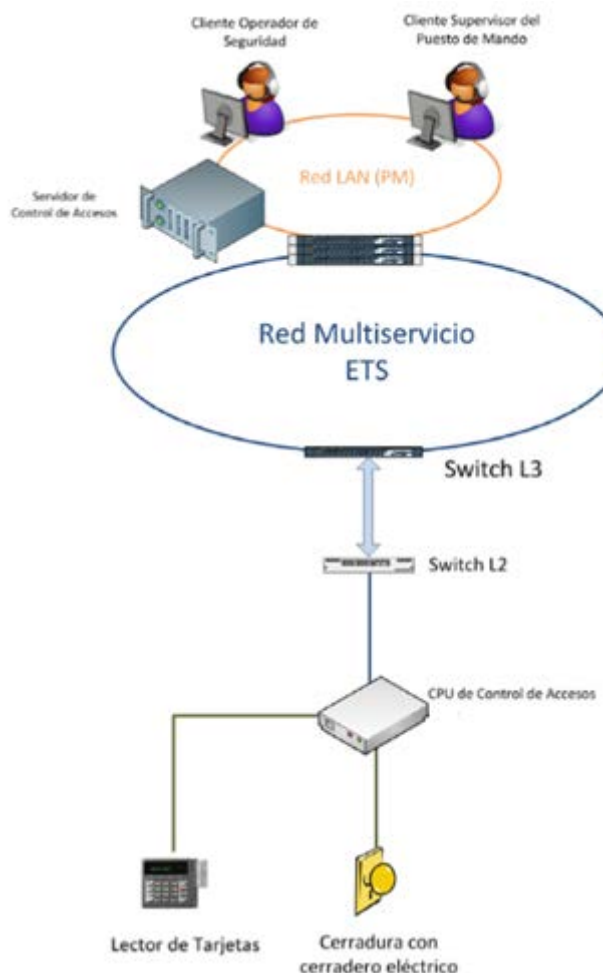 Cliente Operador de
Seguridad
Cliente Supervisor del
Puesto de Mando
Red LAN (PM)
Servidor de
Control de Accesos
Red Multiservicio
ETS
Switch L3
Switch L2
CPU de Control de Accesos
Lector de Tarjetas
Cerradura con
cerradero eléctrico